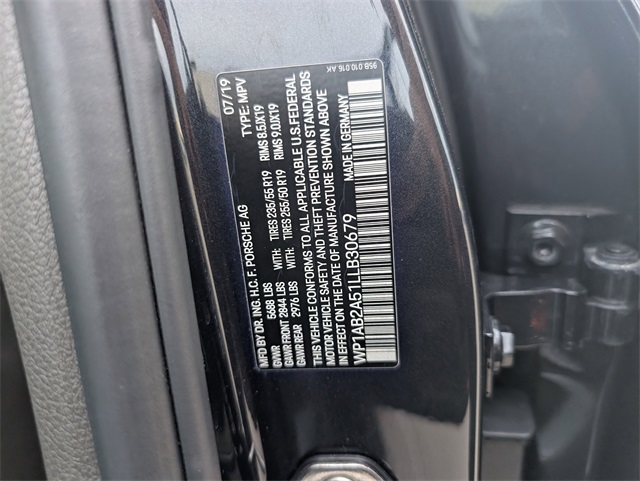 MFD BY DR. ING. H.C. F. PORSCHE AG 07/19
GVWR 5688 LBS TYPE: MPV
GAWR FRONT 2844 LBS WITH: TIRES 235/55 R19 RIMS 8.5JX19
GAWR REAR 2976 LBS WITH: TIRES 255/50 R19 RIMS 9.0JX19
THIS VEHICLE CONFORMS TO ALL APPLICABLE U.S. FEDERAL
MOTOR VEHICLE SAFETY AND THEFT PREVENTION STANDARDS
IN EFFECT ON THE DATE OF MANUFACTURE SHOWN ABOVE
WP1AB2A51LLB30679 MADE IN GERMANY
95B.010.016.AK